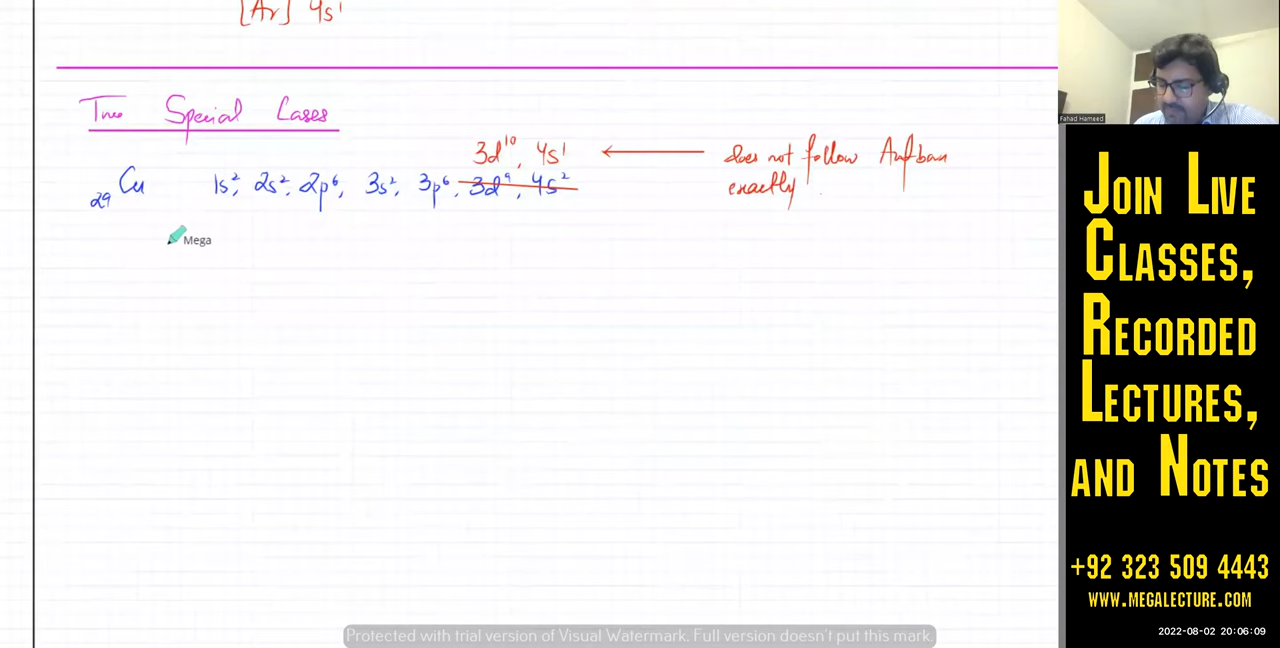 [Ar] 4s¹
Two Special Cases
3d¹⁰, 4s¹ ← does not follow Aufbau
exactly
₂₉Cu 1s², 2s², 2p⁶, 3s², 3p⁶, 3d⁹, 4s²
Mega
Fahad Hameed
JOIN LIVE
CLASSES,
RECORDED
LECTURES,
AND NOTES
+92 323 509 4443
WWW.MEGALECTURE.COM
2022-08-02 20:06:09
Protected with trial version of Visual Watermark. Full version doesn't put this mark.